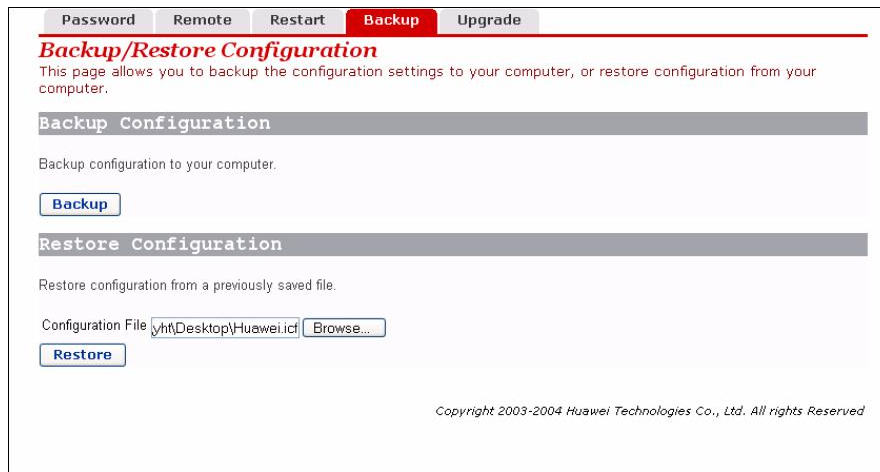 Password Remote Restart Backup Upgrade
Backup/Restore Configuration
This page allows you to backup the configuration settings to your computer, or restore configuration from your
computer.
Backup Configuration
Backup configuration to your computer.
Backup
Restore Configuration
Restore configuration from a previously saved file.
Configuration File yht\Desktop\Huawei.icf Browse...
Restore
Copyright 2003-2004 Huawei Technologies Co., Ltd. All rights Reserved